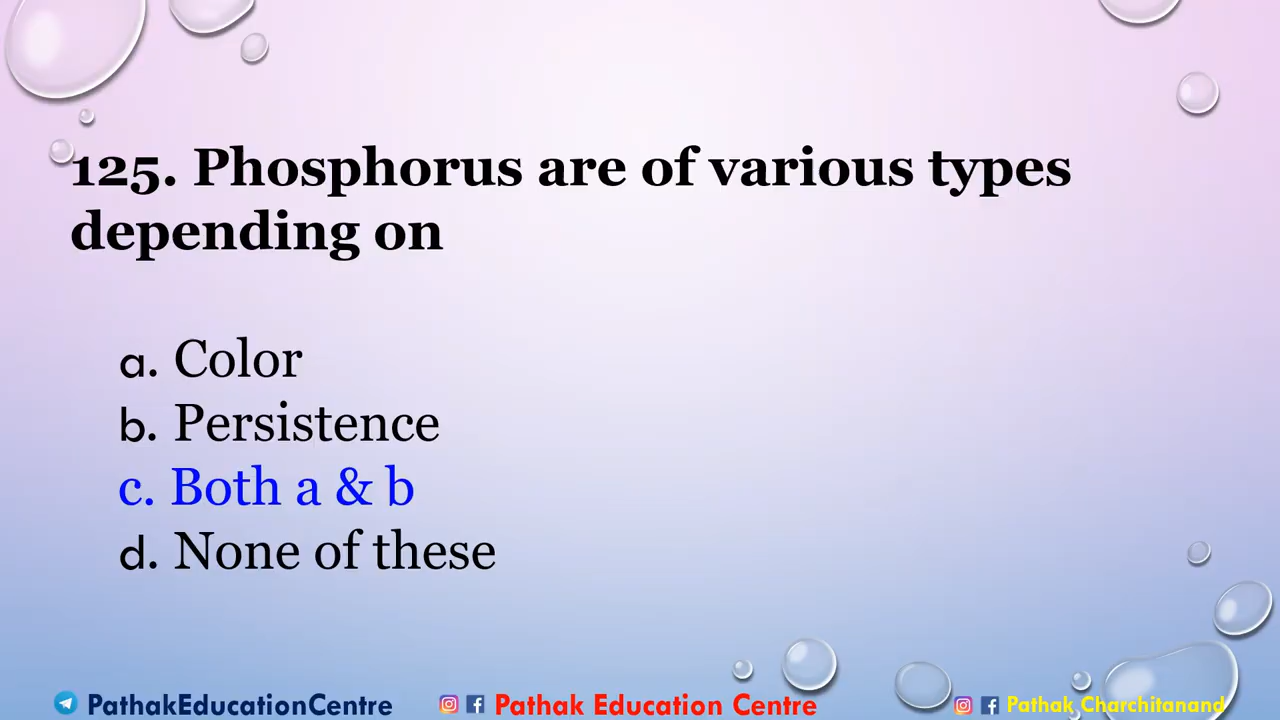 125. Phosphorus are of various types
depending on
a. Color
b. Persistence
c. Both a & b
d. None of these
PathakEducationCentre Pathak Education Centre Pathak Charchitanand